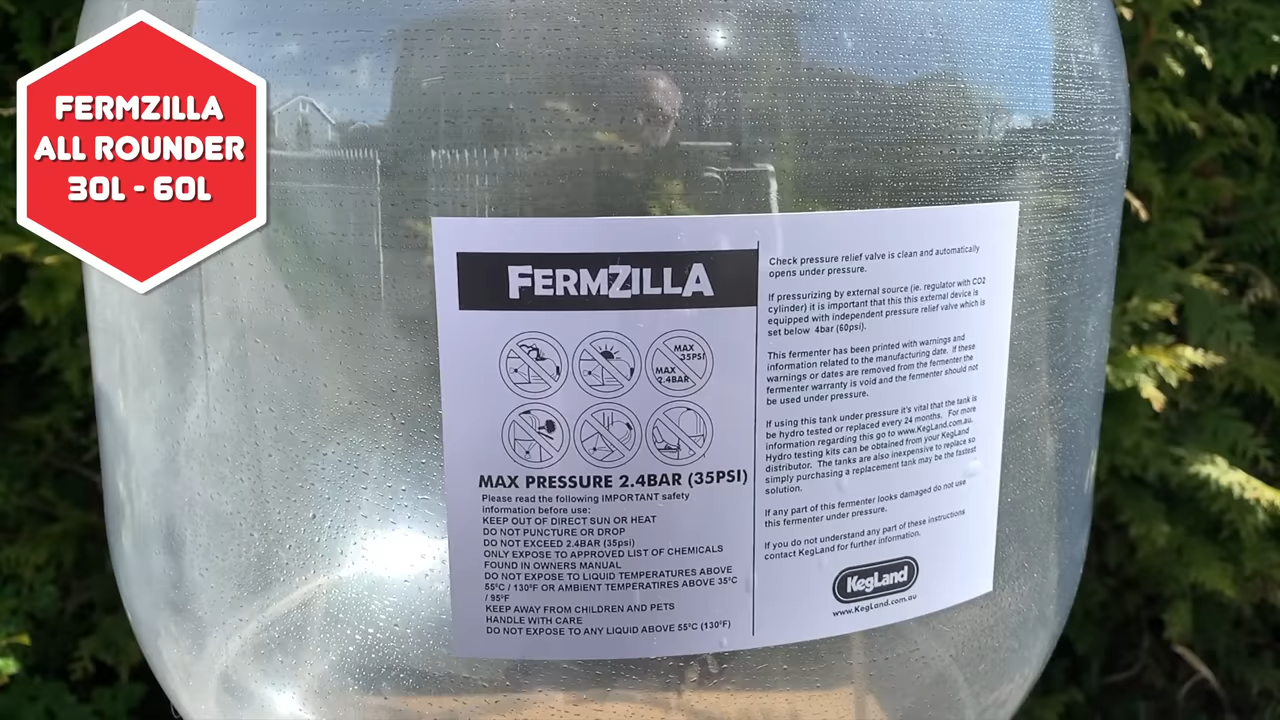 FERMZILLA
ALL ROUNDER
30L - 60L
FERMZILLA
MAX
35PSI
MAX
2.4BAR
MAX PRESSURE 2.4BAR (35PSI)
Please read the following IMPORTANT safety
information before use:
KEEP OUT OF DIRECT SUN OR HEAT
DO NOT PUNCTURE OR DROP
DO NOT EXCEED 2.4BAR (35psi)
ONLY EXPOSE TO APPROVED LIST OF CHEMICALS
FOUND IN OWNERS MANUAL
DO NOT EXPOSE TO LIQUID TEMPERATURES ABOVE
55ºC / 130ºF OR AMBIENT TEMPERATIRES ABOVE 35ºC
/ 95ºF
KEEP AWAY FROM CHILDREN AND PETS
HANDLE WITH CARE
DO NOT EXPOSE TO ANY LIQUID ABOVE 55ºC (130ºF)
Check pressure relief valve is clean and automatically
opens under pressure.
If pressurizing by external source (ie. regulator with CO2
cylinder) it is important that this this external device is
equipped with independent pressure relief valve which is
set below 4bar (60psi).
This fermenter has been printed with warnings and
information related to the manufacturing date. If these
warnings or dates are removed from the fermenter the
fermenter warranty is void and the fermenter should not
be used under pressure.
If using this tank under pressure it's vital that the tank is
be hydro tested or replaced every 24 months. For more
information regarding this go to www.KegLand.com.au.
Hydro testing kits can be obtained from your KegLand
distributor. The tanks are also inexpensive to replace so
simply purchasing a replacement tank may be the fastest
solution.
If any part of this fermenter looks damaged do not use
this fermenter under pressure.
If you do not understand any part of these instructions
contact KegLand for further information.
KegLand
www.KegLand.com.au